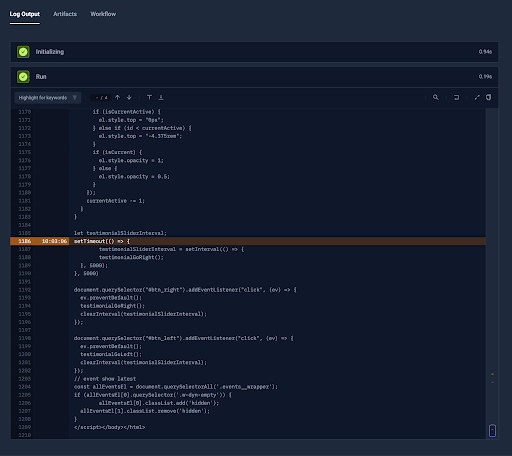 Log Output Artifacts Workflow
Initializing 0.94s
Run 0.19s
Highlight for keywords - / 4
1170 if (isCurrentActive) {
1171 el.style.top = "0px";
1172 } else if (id < currentActive) {
1173 el.style.top = "-4.375rem";
1174 }
1175 if (isCurrent) {
1176 el.style.opacity = 1;
1177 } else {
1178 el.style.opacity = 0.5;
1179 }
1180 });
1181 currentActive -= 1;
1182 }
1183 }
1184
1185 let testimonialSliderInterval;
1186 10:03:06 setTimeout(() => {
1187 testimonialSliderInterval = setInterval(() => {
1188 testimonialGoRight();
1189 }, 5000);
1190 }, 5000)
1191
1192 document.querySelector("#btn_right").addEventListener("click", (ev) => {
1193 ev.preventDefault();
1194 testimonialGoRight();
1195 clearInterval(testimonialSliderInterval);
1196 });
1197
1198 document.querySelector("#btn_left").addEventListener("click", (ev) => {
1199 ev.preventDefault();
1200 testimonialGoLeft();
1201 clearInterval(testimonialSliderInterval);
1202 });
1203 // event show latest
1204 const allEventsEl = document.querySelectorAll('.events__wrapper');
1205 if (allEventsEl[0].querySelector('.w-dyn-empty')) {
1206 allEventsEl[0].classList.add('hidden');
1207 allEventsEl[1].classList.remove('hidden');
1208 }
1209 </script></body></html>
1210